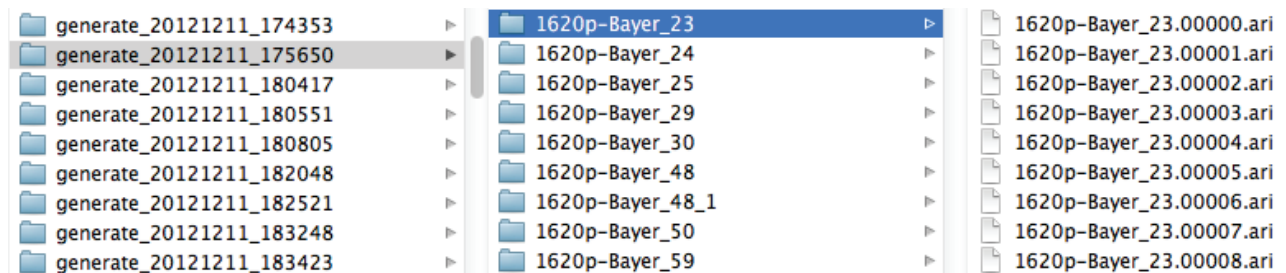 generate_20121211_174353
generate_20121211_175650
generate_20121211_180417
generate_20121211_180551
generate_20121211_180805
generate_20121211_182048
generate_20121211_182521
generate_20121211_183248
generate_20121211_183423
1620p-Bayer_23
1620p-Bayer_24
1620p-Bayer_25
1620p-Bayer_29
1620p-Bayer_30
1620p-Bayer_48
1620p-Bayer_48_1
1620p-Bayer_50
1620p-Bayer_59
1620p-Bayer_23.00000.ari
1620p-Bayer_23.00001.ari
1620p-Bayer_23.00002.ari
1620p-Bayer_23.00003.ari
1620p-Bayer_23.00004.ari
1620p-Bayer_23.00005.ari
1620p-Bayer_23.00006.ari
1620p-Bayer_23.00007.ari
1620p-Bayer_23.00008.ari